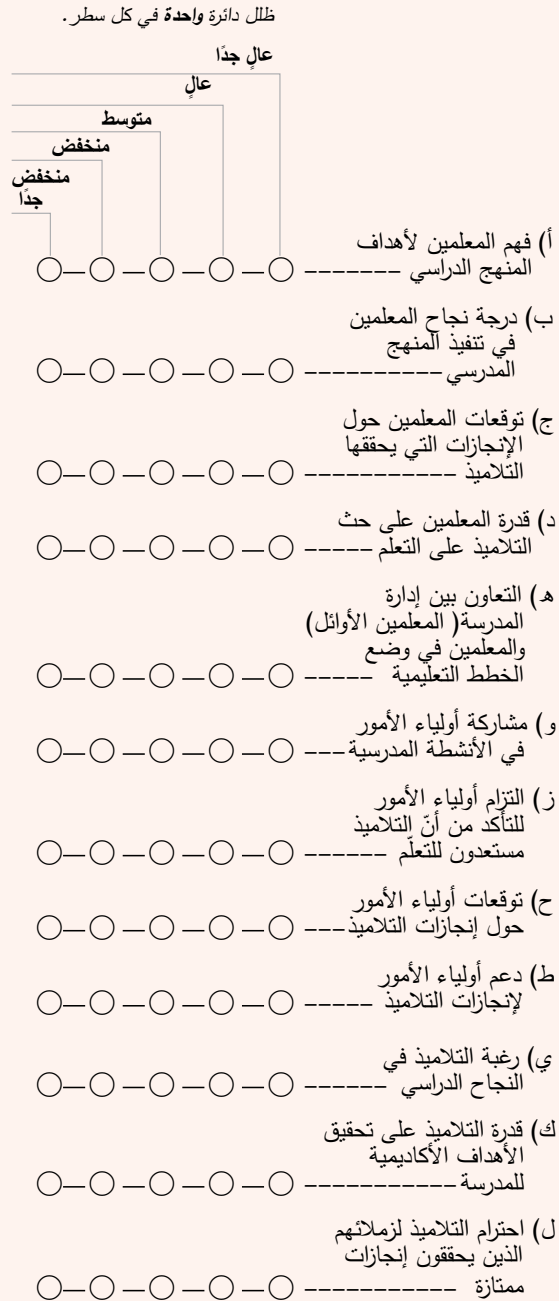 ظلل دائرة واحدة في كل سطر.
عالٍ جدًا
عالٍ
متوسط
منخفض
منخفض
جدًا
أ) فهم المعلمين لأهداف
المنهج الدراسي
ب) درجة نجاح المعلمين
في تنفيذ المنهج
المدرسي
ج) توقعات المعلمين حول
الإنجازات التي يحققها
التلاميذ
د) قدرة المعلمين على حث
التلاميذ على التعلم
ه) التعاون بين إدارة
المدرسة( المعلمين الأوائل)
والمعلمين في وضع
الخطط التعليمية
و) مشاركة أولياء الأمور
في الأنشطة المدرسية
ز) التزام أولياء الأمور
للتأكد من أنّ التلاميذ
مستعدون للتعلّم
ح) توقعات أولياء الأمور
حول إنجازات التلاميذ
ط) دعم أولياء الأمور
لإنجازات التلاميذ
ي) رغبة التلاميذ في
النجاح الدراسي
ك) قدرة التلاميذ على تحقيق
الأهداف الأكاديمية
للمدرسة
ل) احترام التلاميذ لزملائهم
الذين يحققون إنجازات
ممتازة